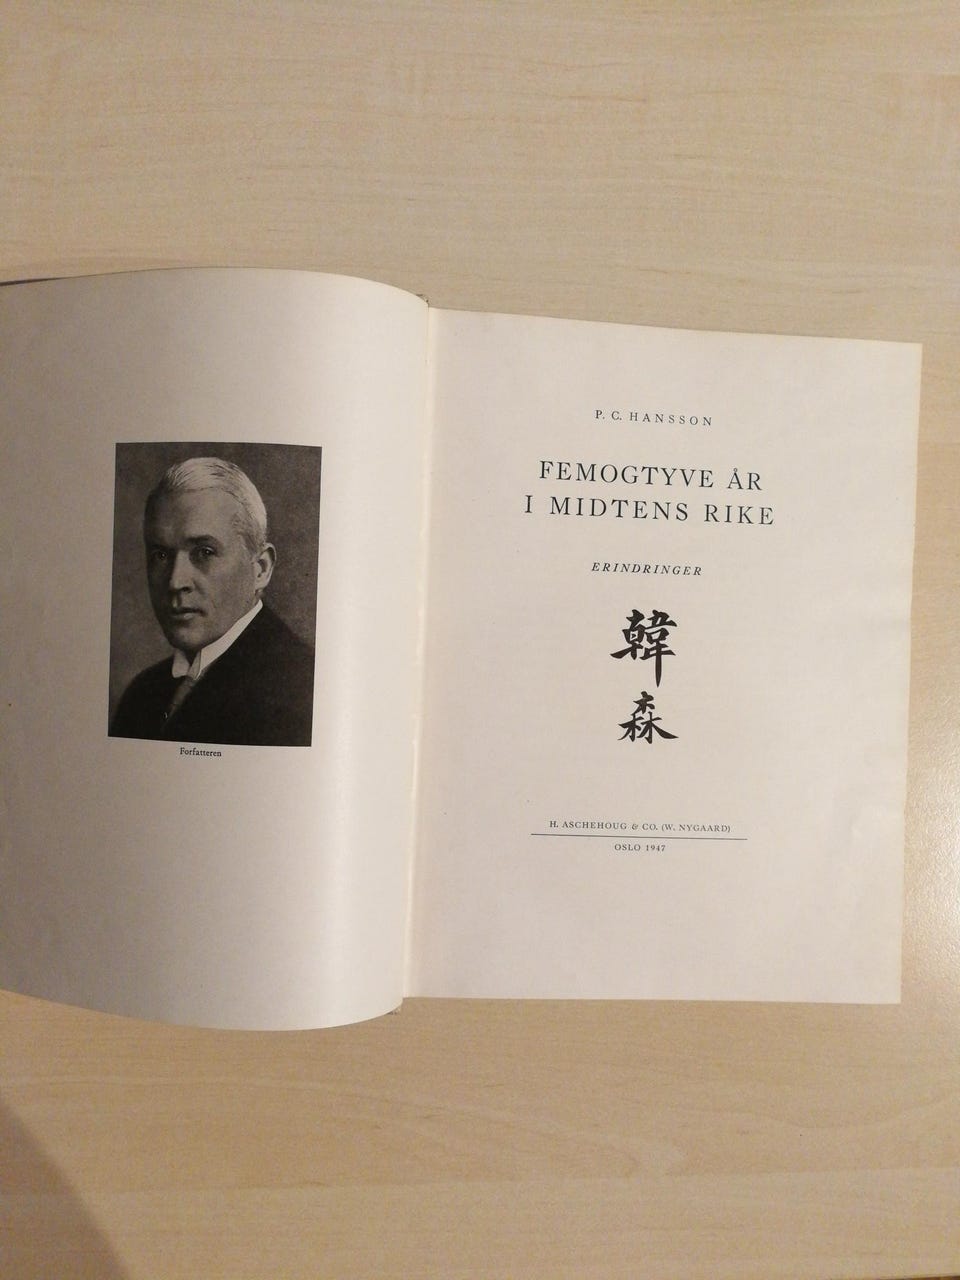 Forfatteren
P. C. HANSSON
FEMOGTYVE ÅR
I MIDTENS RIKE
ERINDRINGER
韓
森
H. ASCHEHOUG & CO. (W. NYGAARD)
OSLO 1947